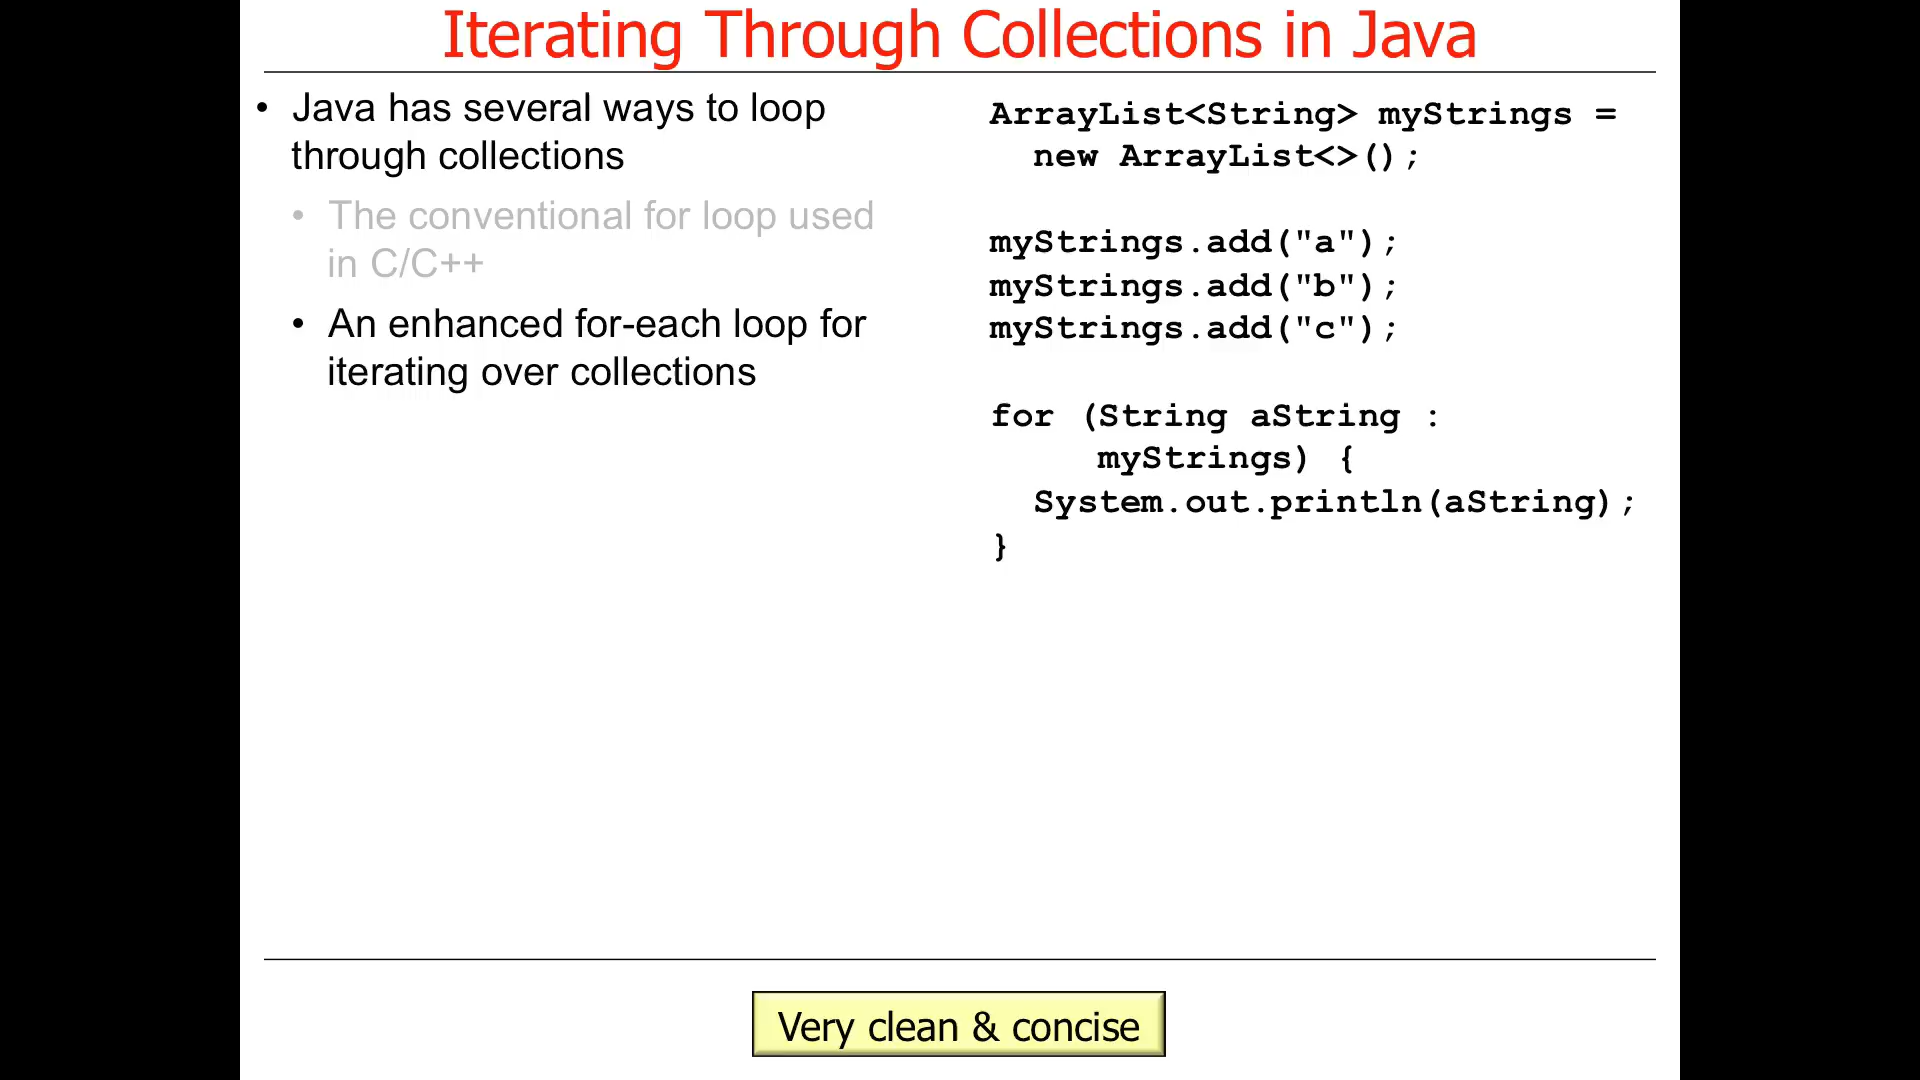 Iterating Through Collections in Java
• Java has several ways to loop
through collections
• The conventional for loop used
in C/C++
• An enhanced for-each loop for
iterating over collections
ArrayList<String> myStrings =
  new ArrayList<>();
myStrings.add("a");
myStrings.add("b");
myStrings.add("c");
for (String aString :
     myStrings) {
  System.out.println(aString);
}
Very clean & concise